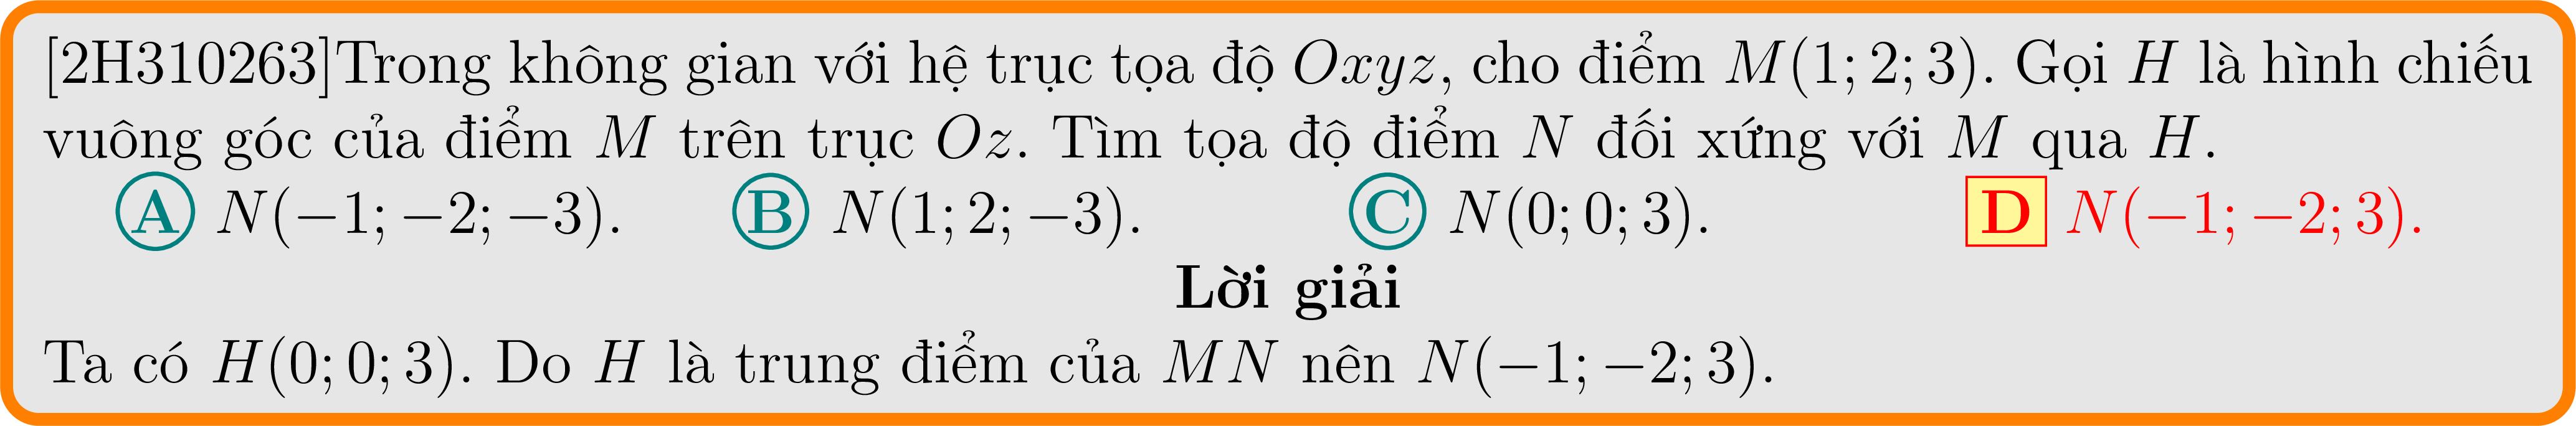 [2H310263]Trong không gian với hệ trục tọa độ Oxyz, cho điểm M(1; 2; 3). Gọi H là hình chiếu
vuông góc của điểm M trên trục Oz. Tìm tọa độ điểm N đối xứng với M qua H.
A N(−1; −2; −3). B N(1; 2; −3). C N(0; 0; 3). D N(−1; −2; 3).
Lời giải
Ta có H(0; 0; 3). Do H là trung điểm của MN nên N(−1; −2; 3).